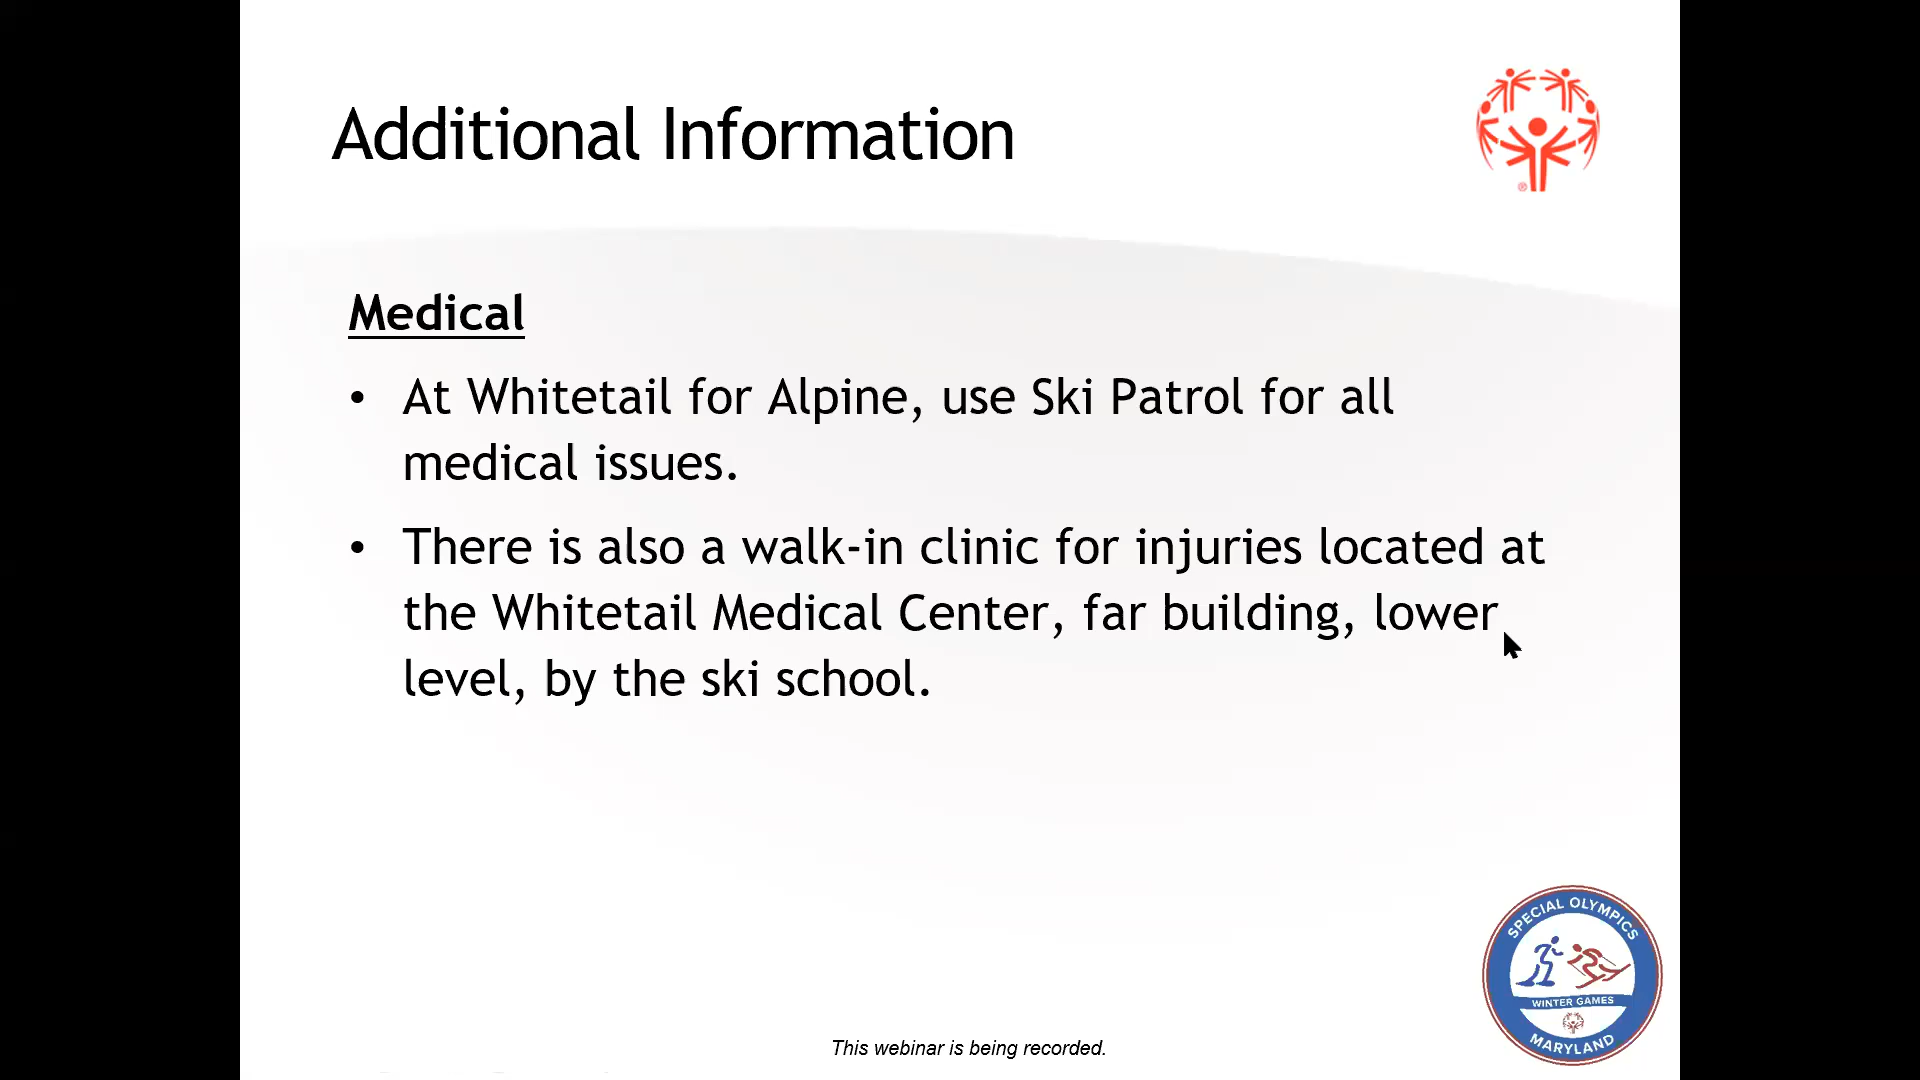 Additional Information
®
Medical
• At Whitetail for Alpine, use Ski Patrol for all
medical issues.
• There is also a walk-in clinic for injuries located at
the Whitetail Medical Center, far building, lower
level, by the ski school.
SPECIAL OLYMPICS
WINTER GAMES
MARYLAND
This webinar is being recorded.